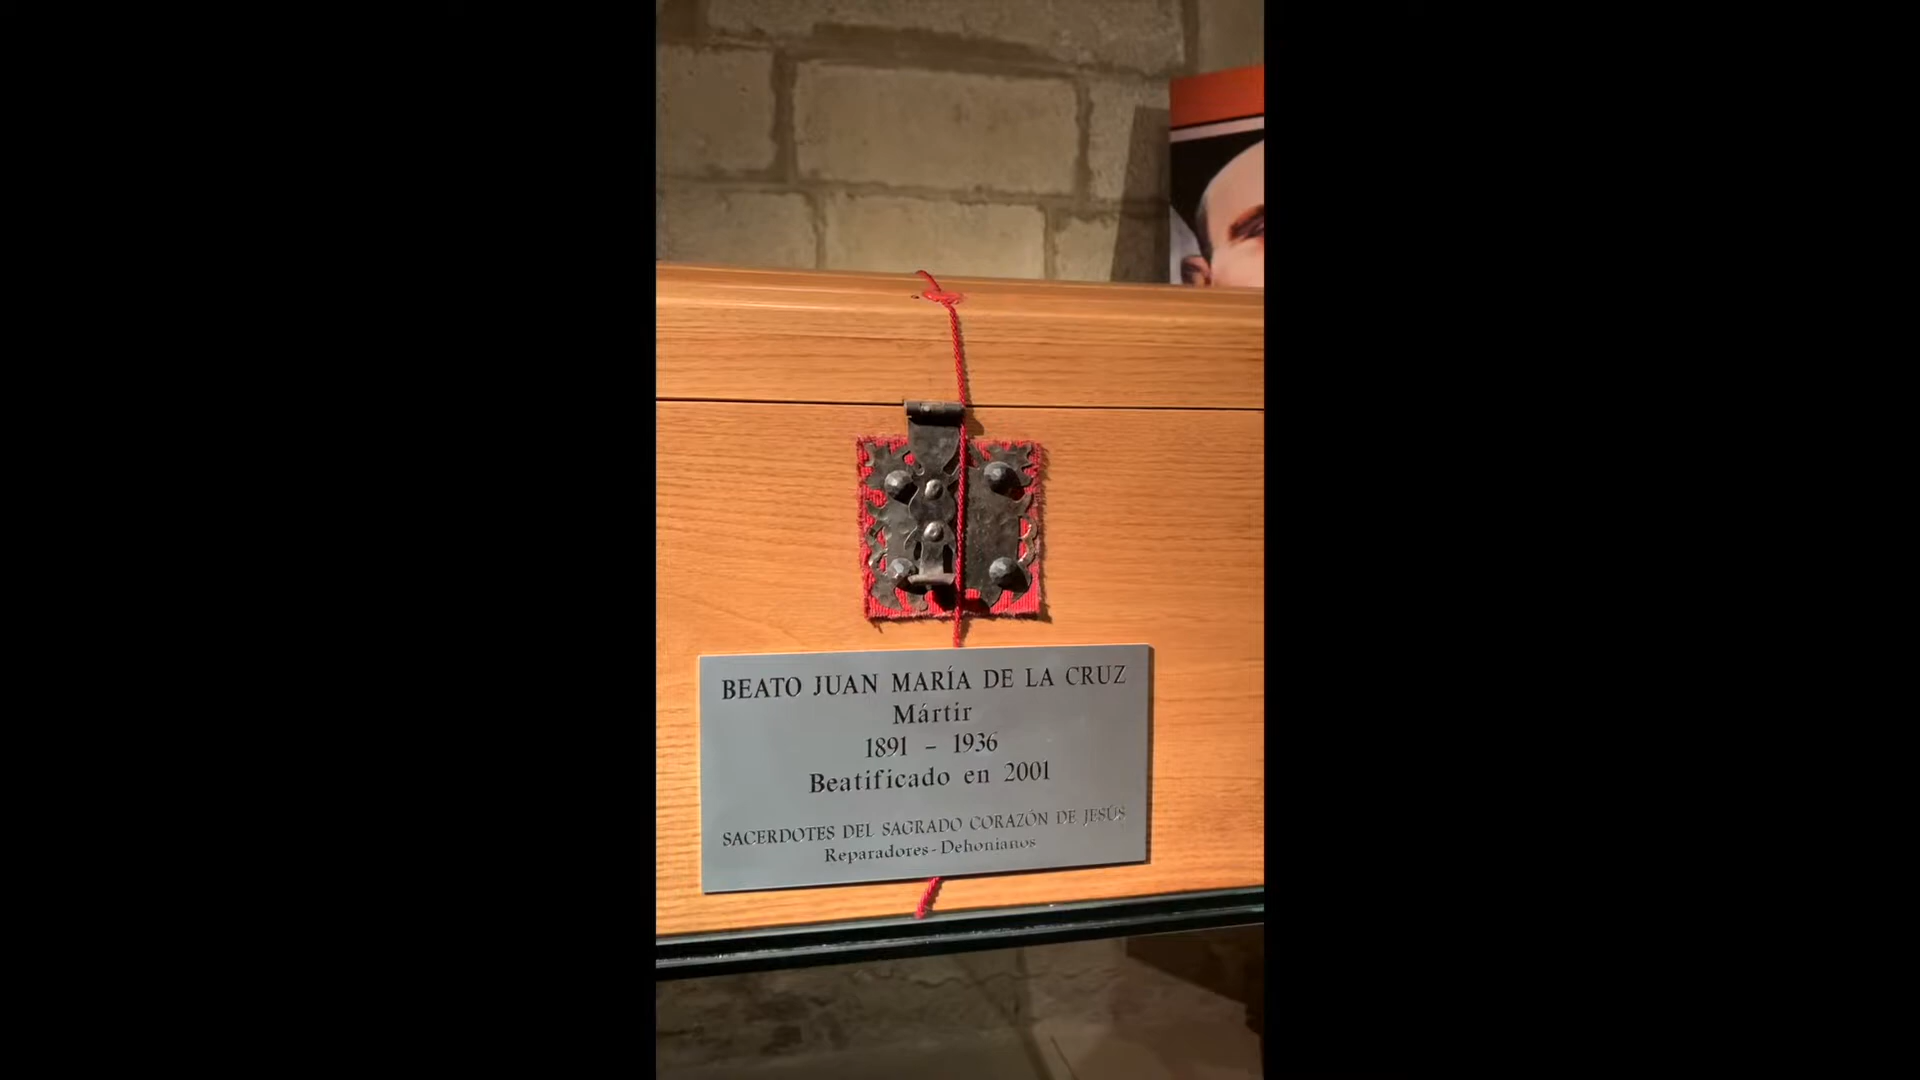 BEATO JUAN MARÍA DE LA CRUZ
Mártir
1891 - 1936
Beatificado en 2001
SACERDOTES DEL SAGRADO CORAZÓN DE JESÚS
Reparadores-Dehonianos